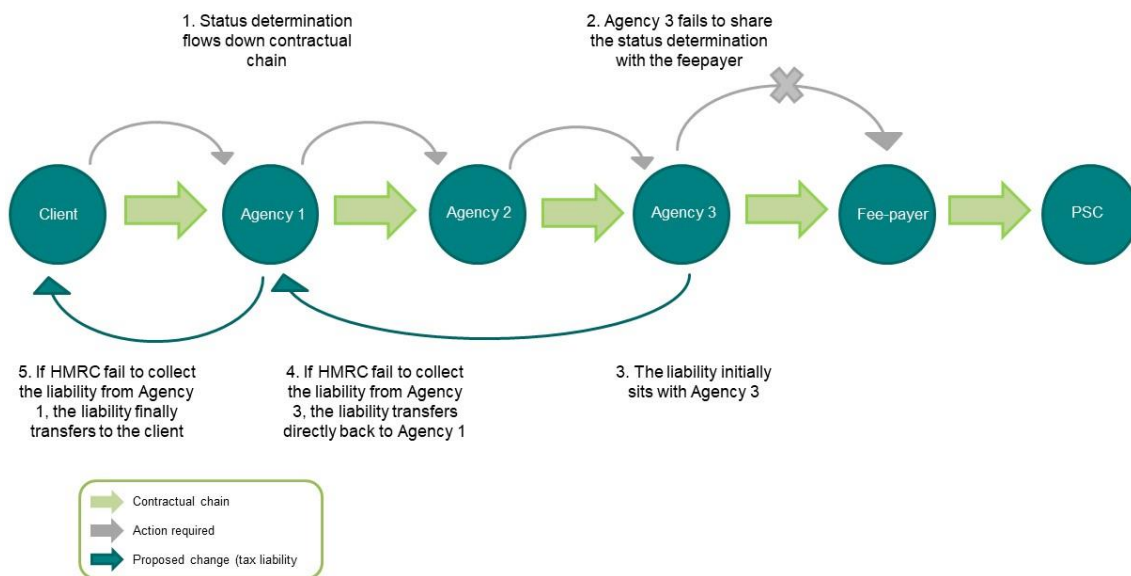 1. Status determination
flows down contractual
chain
2. Agency 3 fails to share
the status determination
with the feepayer
Client
Agency 1
Agency 2
Agency 3
Fee-payer
PSC
5. If HMRC fail to collect
the liability from Agency
1, the liability finally
transfers to the client
4. If HMRC fail to collect
the liability from Agency
3, the liability transfers
directly back to Agency 1
3. The liability initially
sits with Agency 3
Contractual chain
Action required
Proposed change (tax liability